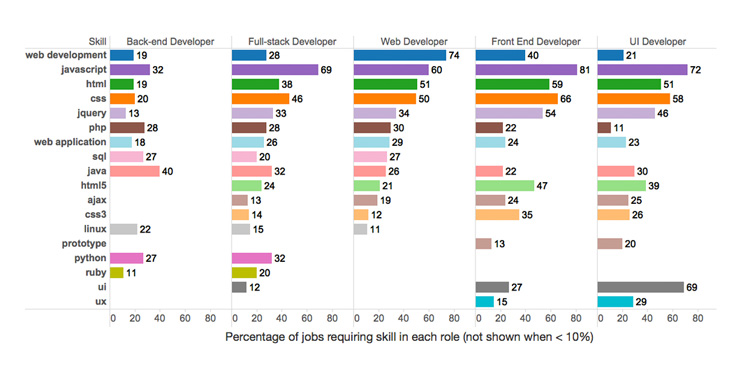 Skill Back-end Developer Full-stack Developer Web Developer Front End Developer UI Developer
web development 19 28 74 40 21
javascript 32 69 60 81 72
html 19 38 51 59 51
css 20 46 50 66 58
jquery 13 33 34 54 46
php 28 28 30 22 11
web application 18 26 29 24 23
sql 27 20 27
java 40 32 26 22 30
html5 24 21 47 39
ajax 13 19 24 25
css3 14 12 35 26
linux 22 15 11
prototype 13 20
python 27 32
ruby 11 20
ui 12 27 69
ux 15 29
0 20 40 60 80 0 20 40 60 80 0 20 40 60 80 0 20 40 60 80 0 20 40 60 80
Percentage of jobs requiring skill in each role (not shown when < 10%)